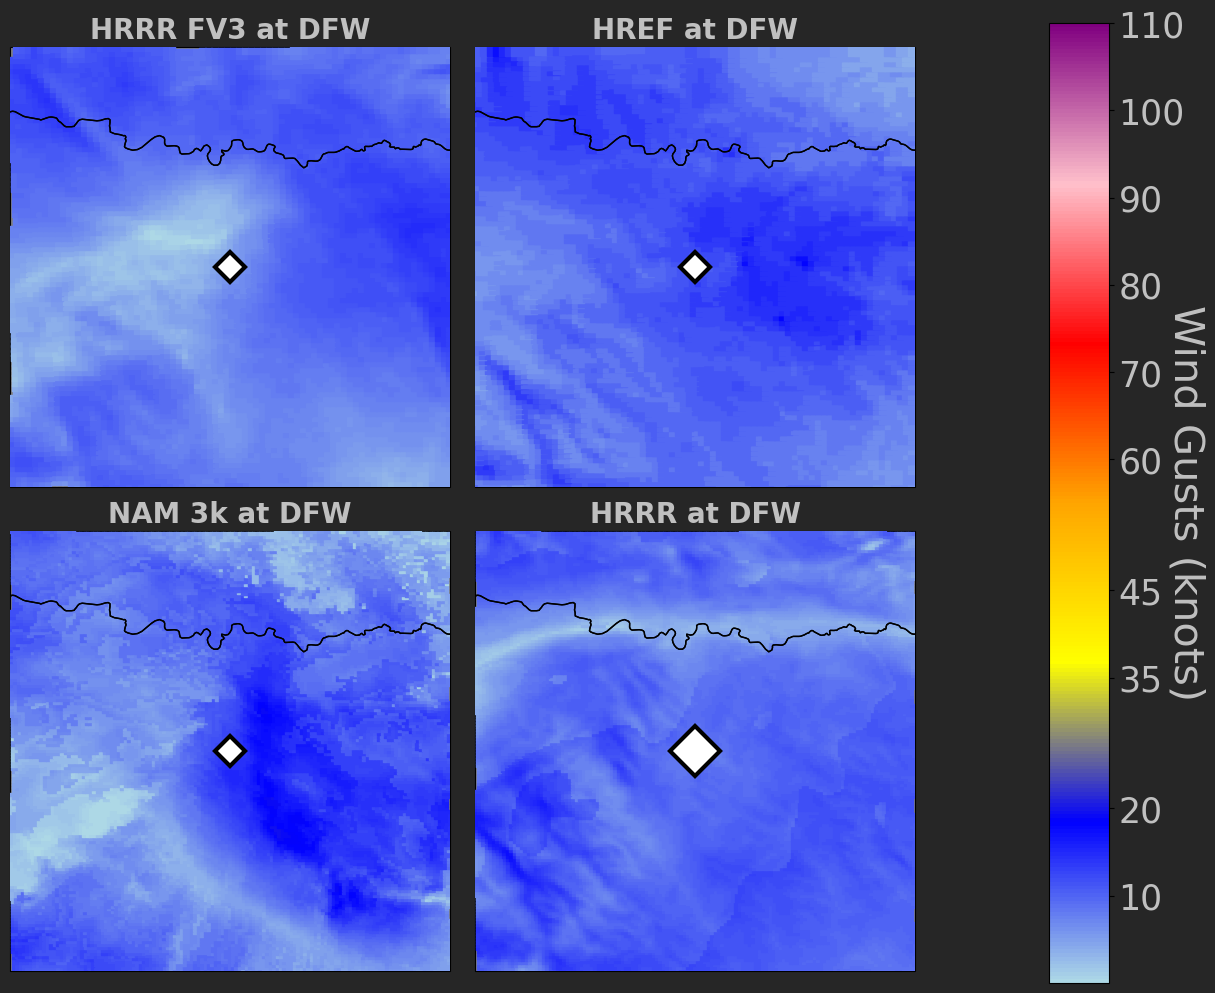 HRRR FV3 at DFW
HREF at DFW
NAM 3k at DFW
HRRR at DFW
110
100
90
80
70
60
45
35
20
10
Wind Gusts (knots)